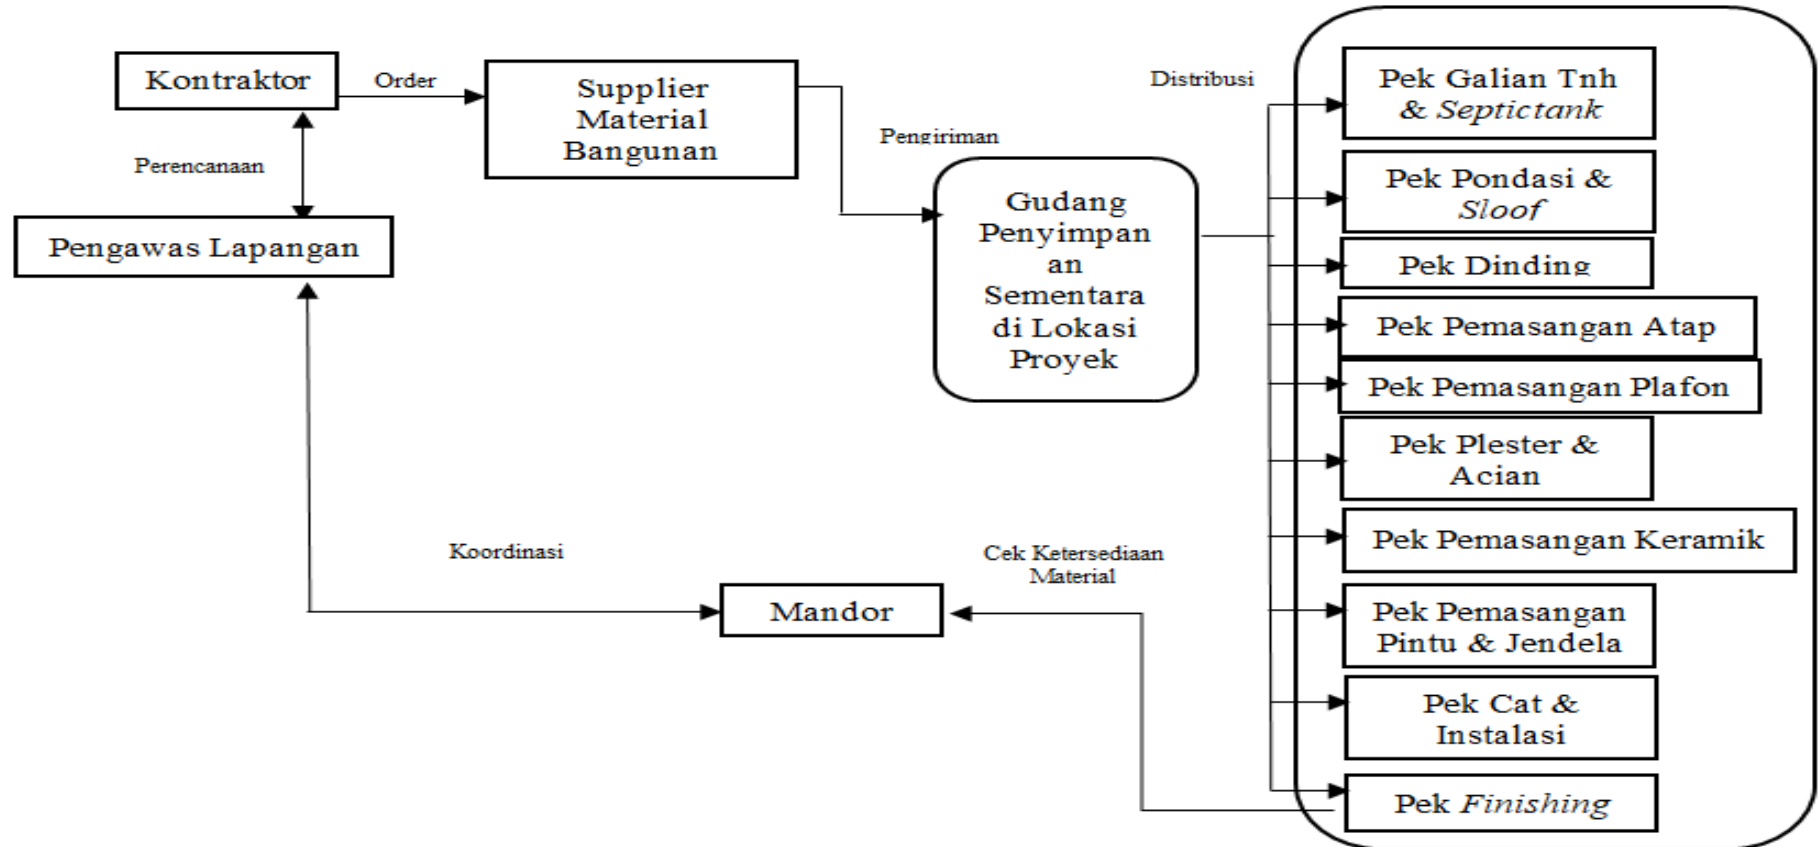 Kontraktor
Order
Supplier
Material
Bangunan
Perencanaan
Pengawas Lapangan
Pengiriman
Gudang
Penyimpan
an
Sementara
di Lokasi
Proyek
Distribusi
Pek Galian Tnh
& Septictank
Pek Pondasi &
Sloof
Pek Dinding
Pek Pemasangan Atap
Pek Pemasangan Plafon
Pek Plester &
Acian
Pek Pemasangan Keramik
Pek Pemasangan
Pintu & Jendela
Pek Cat &
Instalasi
Pek Finishing
Cek Ketersediaan
Material
Mandor
Koordinasi